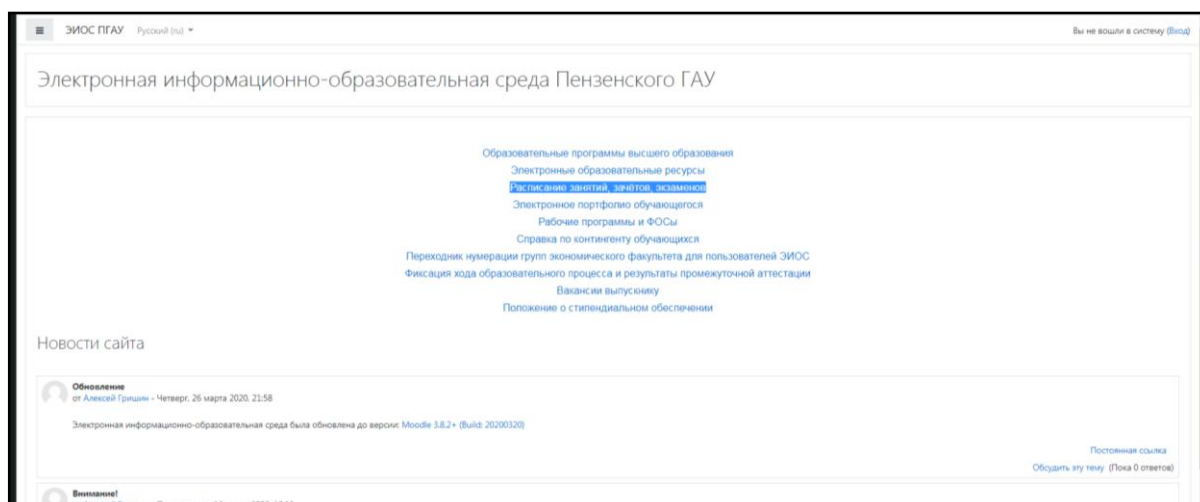 ЭИОС ПГАУ Русский (ru) Вы не вошли в систему (Вход)
Электронная информационно-образовательная среда Пензенского ГАУ
Образовательные программы высшего образования
Электронные образовательные ресурсы
Расписание занятий, зачётов, экзаменов
Электронное портфолио обучающегося
Рабочие программы и ФОСы
Справка по контингенту обучающихся
Переходник нумерации групп экономического факультета для пользователей ЭИОС
Фиксация хода образовательного процесса и результаты промежуточной аттестации
Вакансии выпускнику
Положение о стипендиальном обеспечении
Новости сайта
Обновление
от Алексей Гришин - Четверг, 26 марта 2020, 21:58
Электронная информационно-образовательная среда была обновлена до версии: Moodle 3.8.2+ (Build: 20200320)
Постоянная ссылка
Обсудить эту тему (Пока 0 ответов)
Внимание!